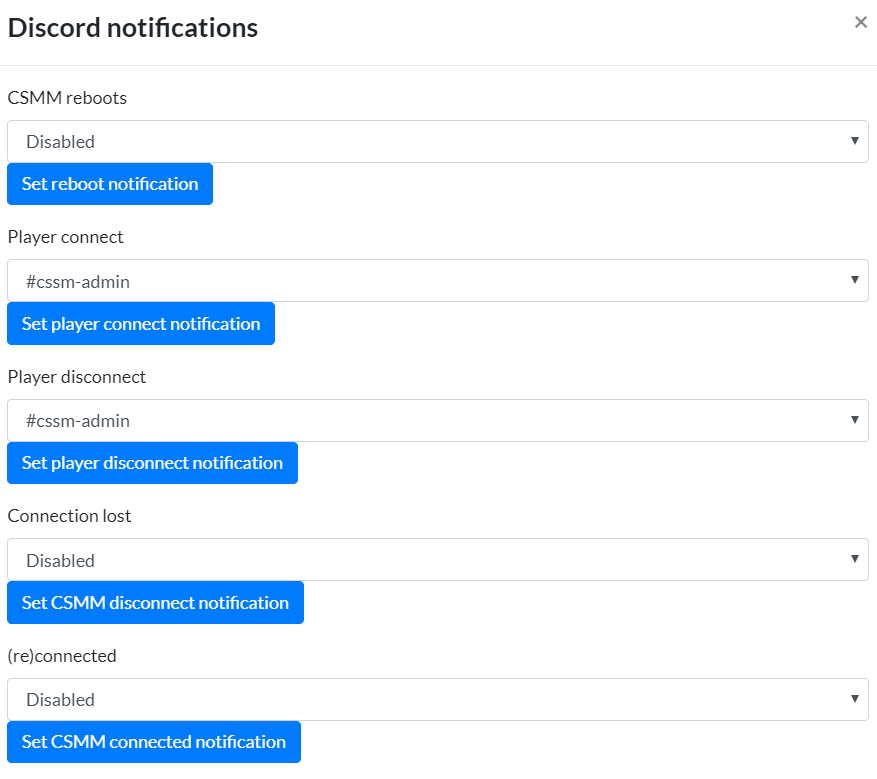 Discord notifications
×
CSMM reboots
Disabled
Set reboot notification
Player connect
#cssm-admin
Set player connect notification
Player disconnect
#cssm-admin
Set player disconnect notification
Connection lost
Disabled
Set CSMM disconnect notification
(re)connected
Disabled
Set CSMM connected notification